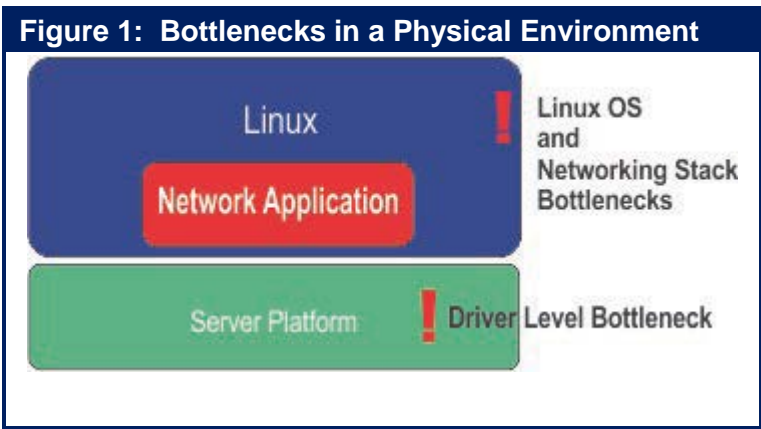 Figure 1: Bottlenecks in a Physical Environment
Linux
Network Application
Linux OS
and
Networking Stack
Bottlenecks
Server Platform
Driver Level Bottleneck